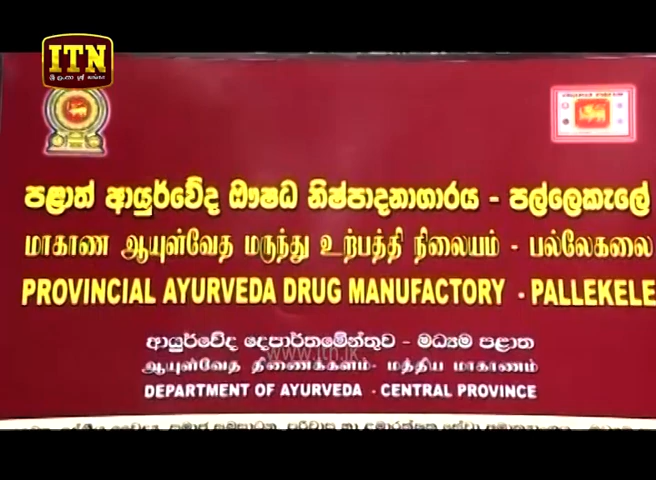 ITN
පළාත් ආයුර්වේද ඖෂධ නිෂ්පාදනාගාරය - පල්ලෙකැලේ
மாகாண ஆயுள்வேத மருந்து உற்பத்தி நிலையம் - பல்லேகலை
PROVINCIAL AYURVEDA DRUG MANUFACTORY - PALLEKELE
ආයුර්වේද දෙපාර්තමේන්තුව - මධ්‍යම පළාත
ஆயுள்வேத திணைக்களம் - மத்திய மாகாணம்
www.itn.lk
DEPARTMENT OF AYURVEDA - CENTRAL PROVINCE